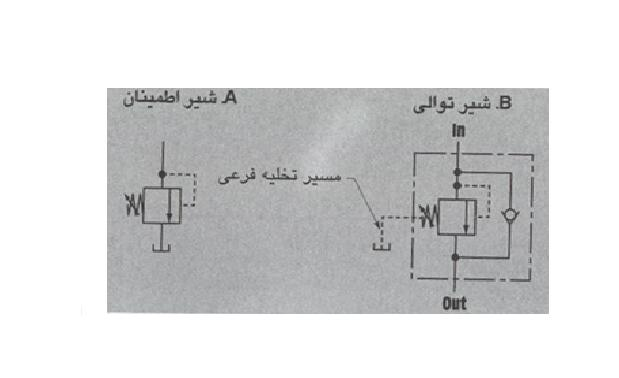 A شیر اطمینان
B. شیر توالی
In
مسیر تخلیه فرعی
Out